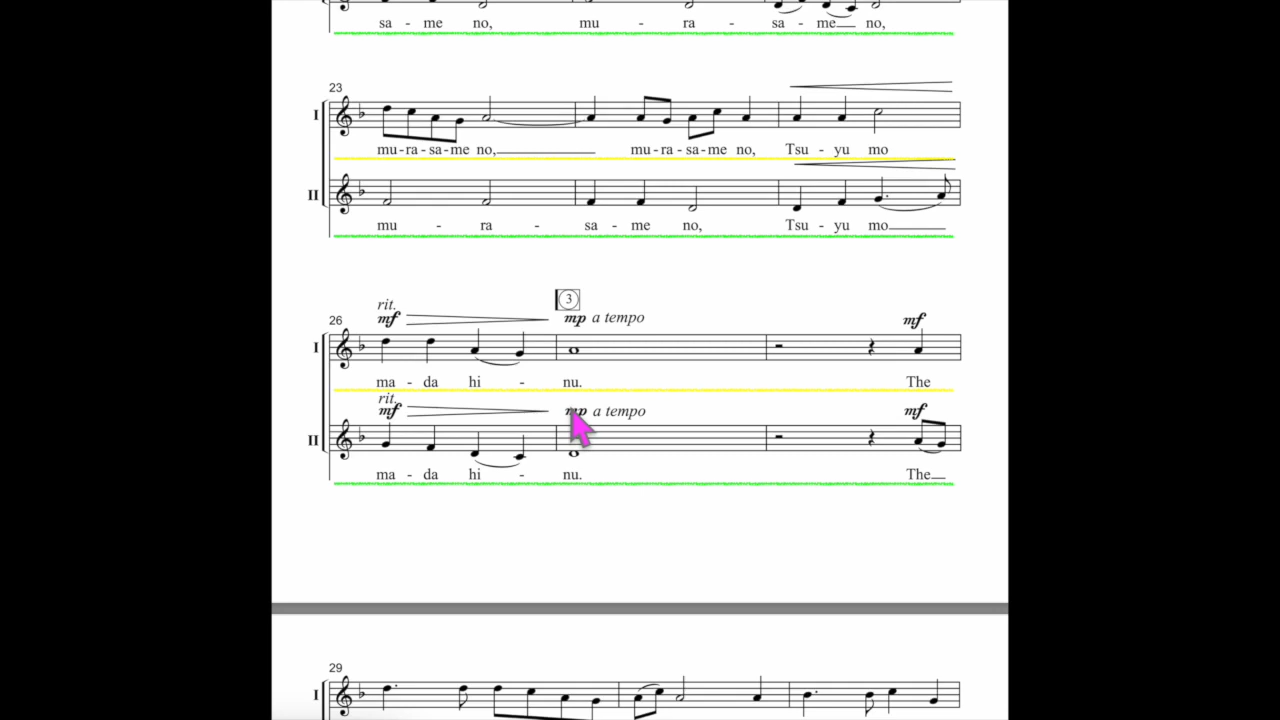 sa - me no, mu - ra - sa - me no,
23
I
mu - ra - sa - me no, mu - ra - sa - me no, Tsu - yu mo
II
mu - ra - sa - me no, Tsu - yu mo
rit.
3
26 mf mp a tempo mf
I
ma - da hi - nu. The
rit.
mf mp a tempo mf
II
ma - da hi - nu. The
29
I